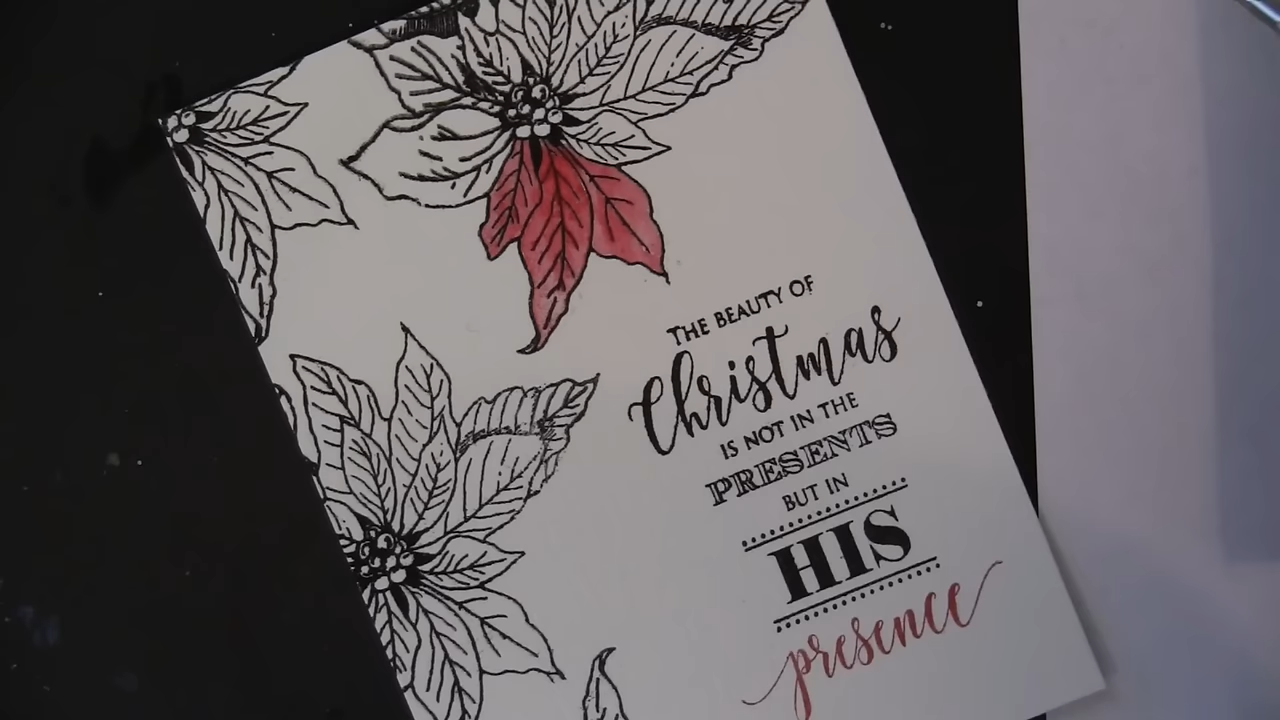 THE BEAUTY OF
Christmas
IS NOT IN THE
PRESENTS
BUT IN
HIS
presence